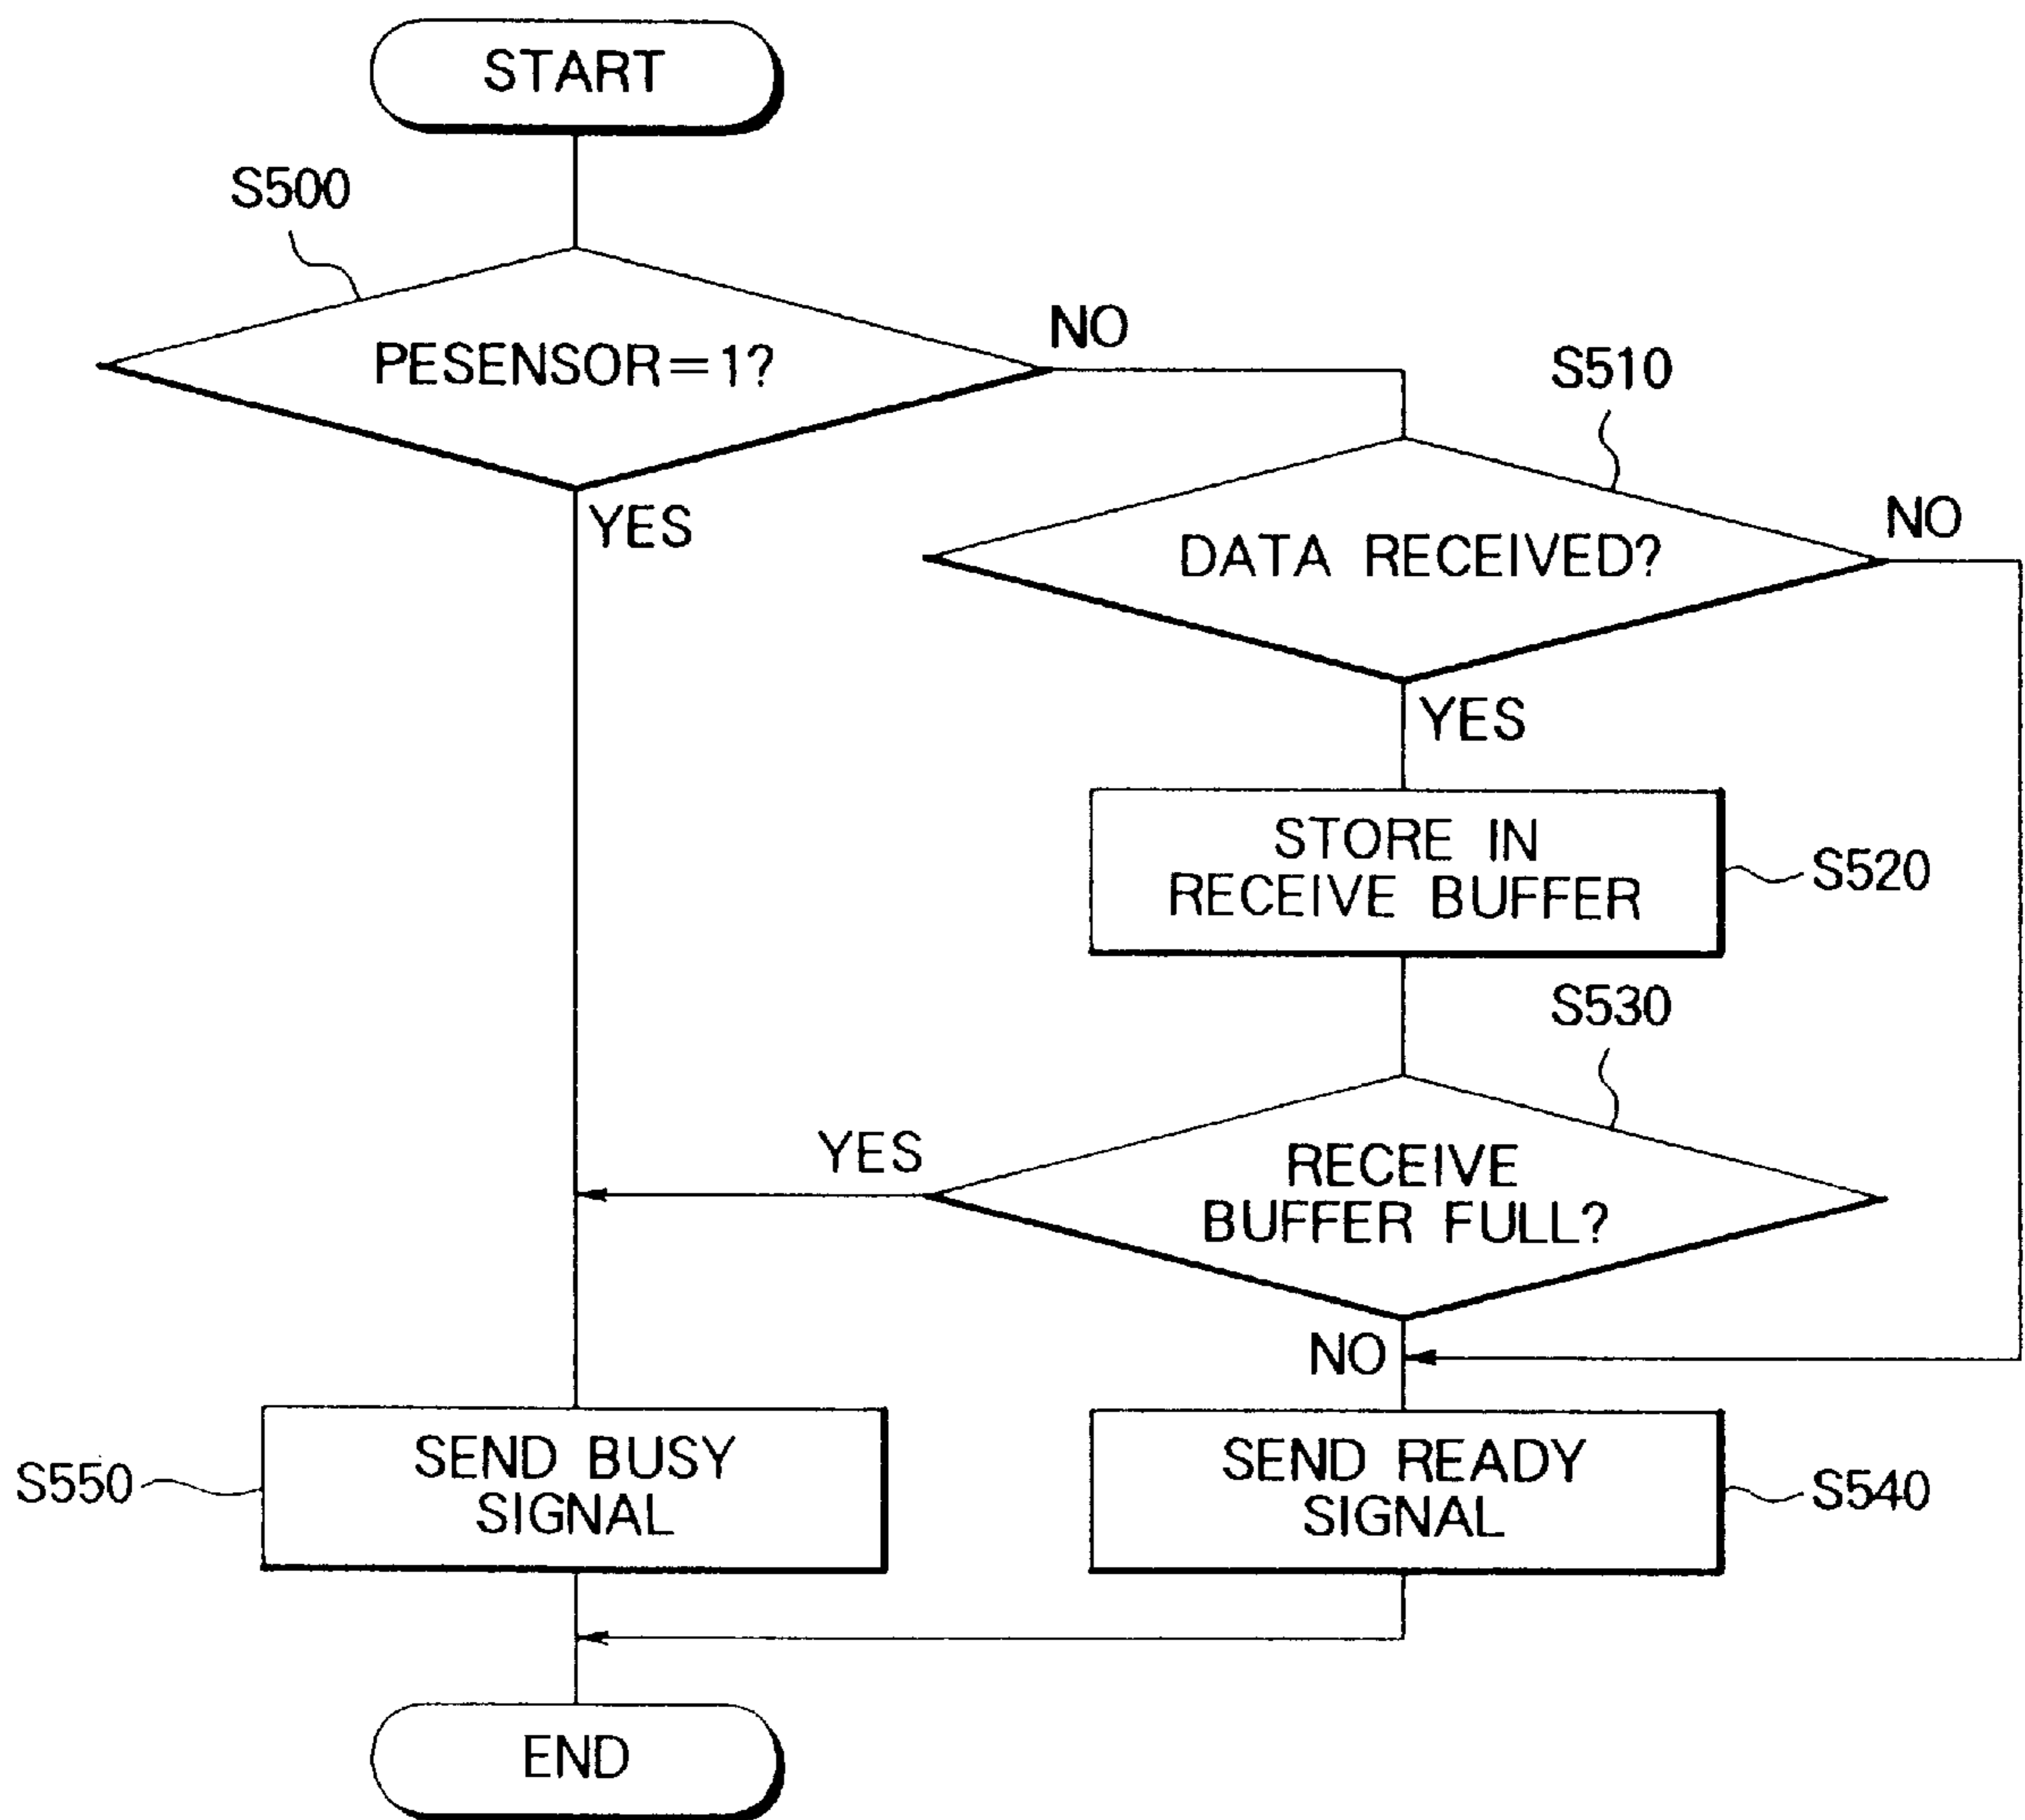 START
S500
PESENSOR=1?
NO
YES
S510
DATA RECEIVED?
NO
YES
STORE IN
RECEIVE BUFFER
S520
S530
RECEIVE
BUFFER FULL?
YES
NO
SEND BUSY
SIGNAL
S550
SEND READY
SIGNAL
S540
END